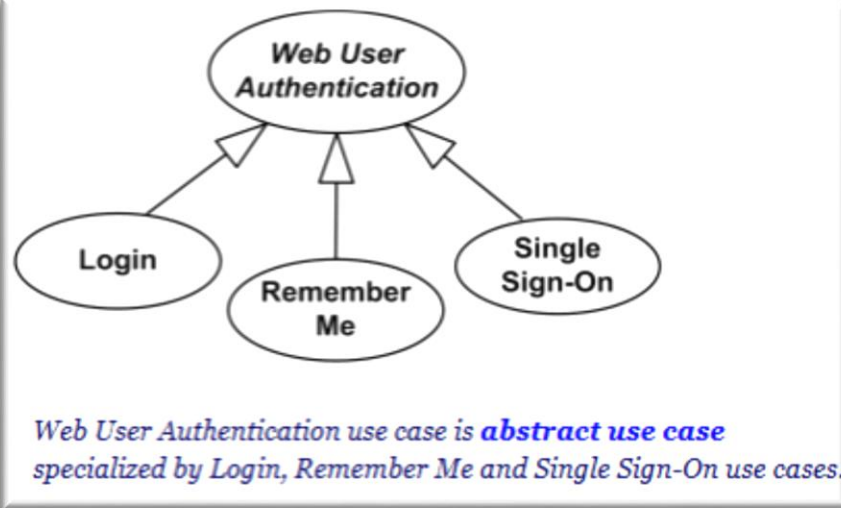 Web User
Authentication
Login
Remember
Me
Single
Sign-On
Web User Authentication use case is abstract use case
specialized by Login, Remember Me and Single Sign-On use cases.